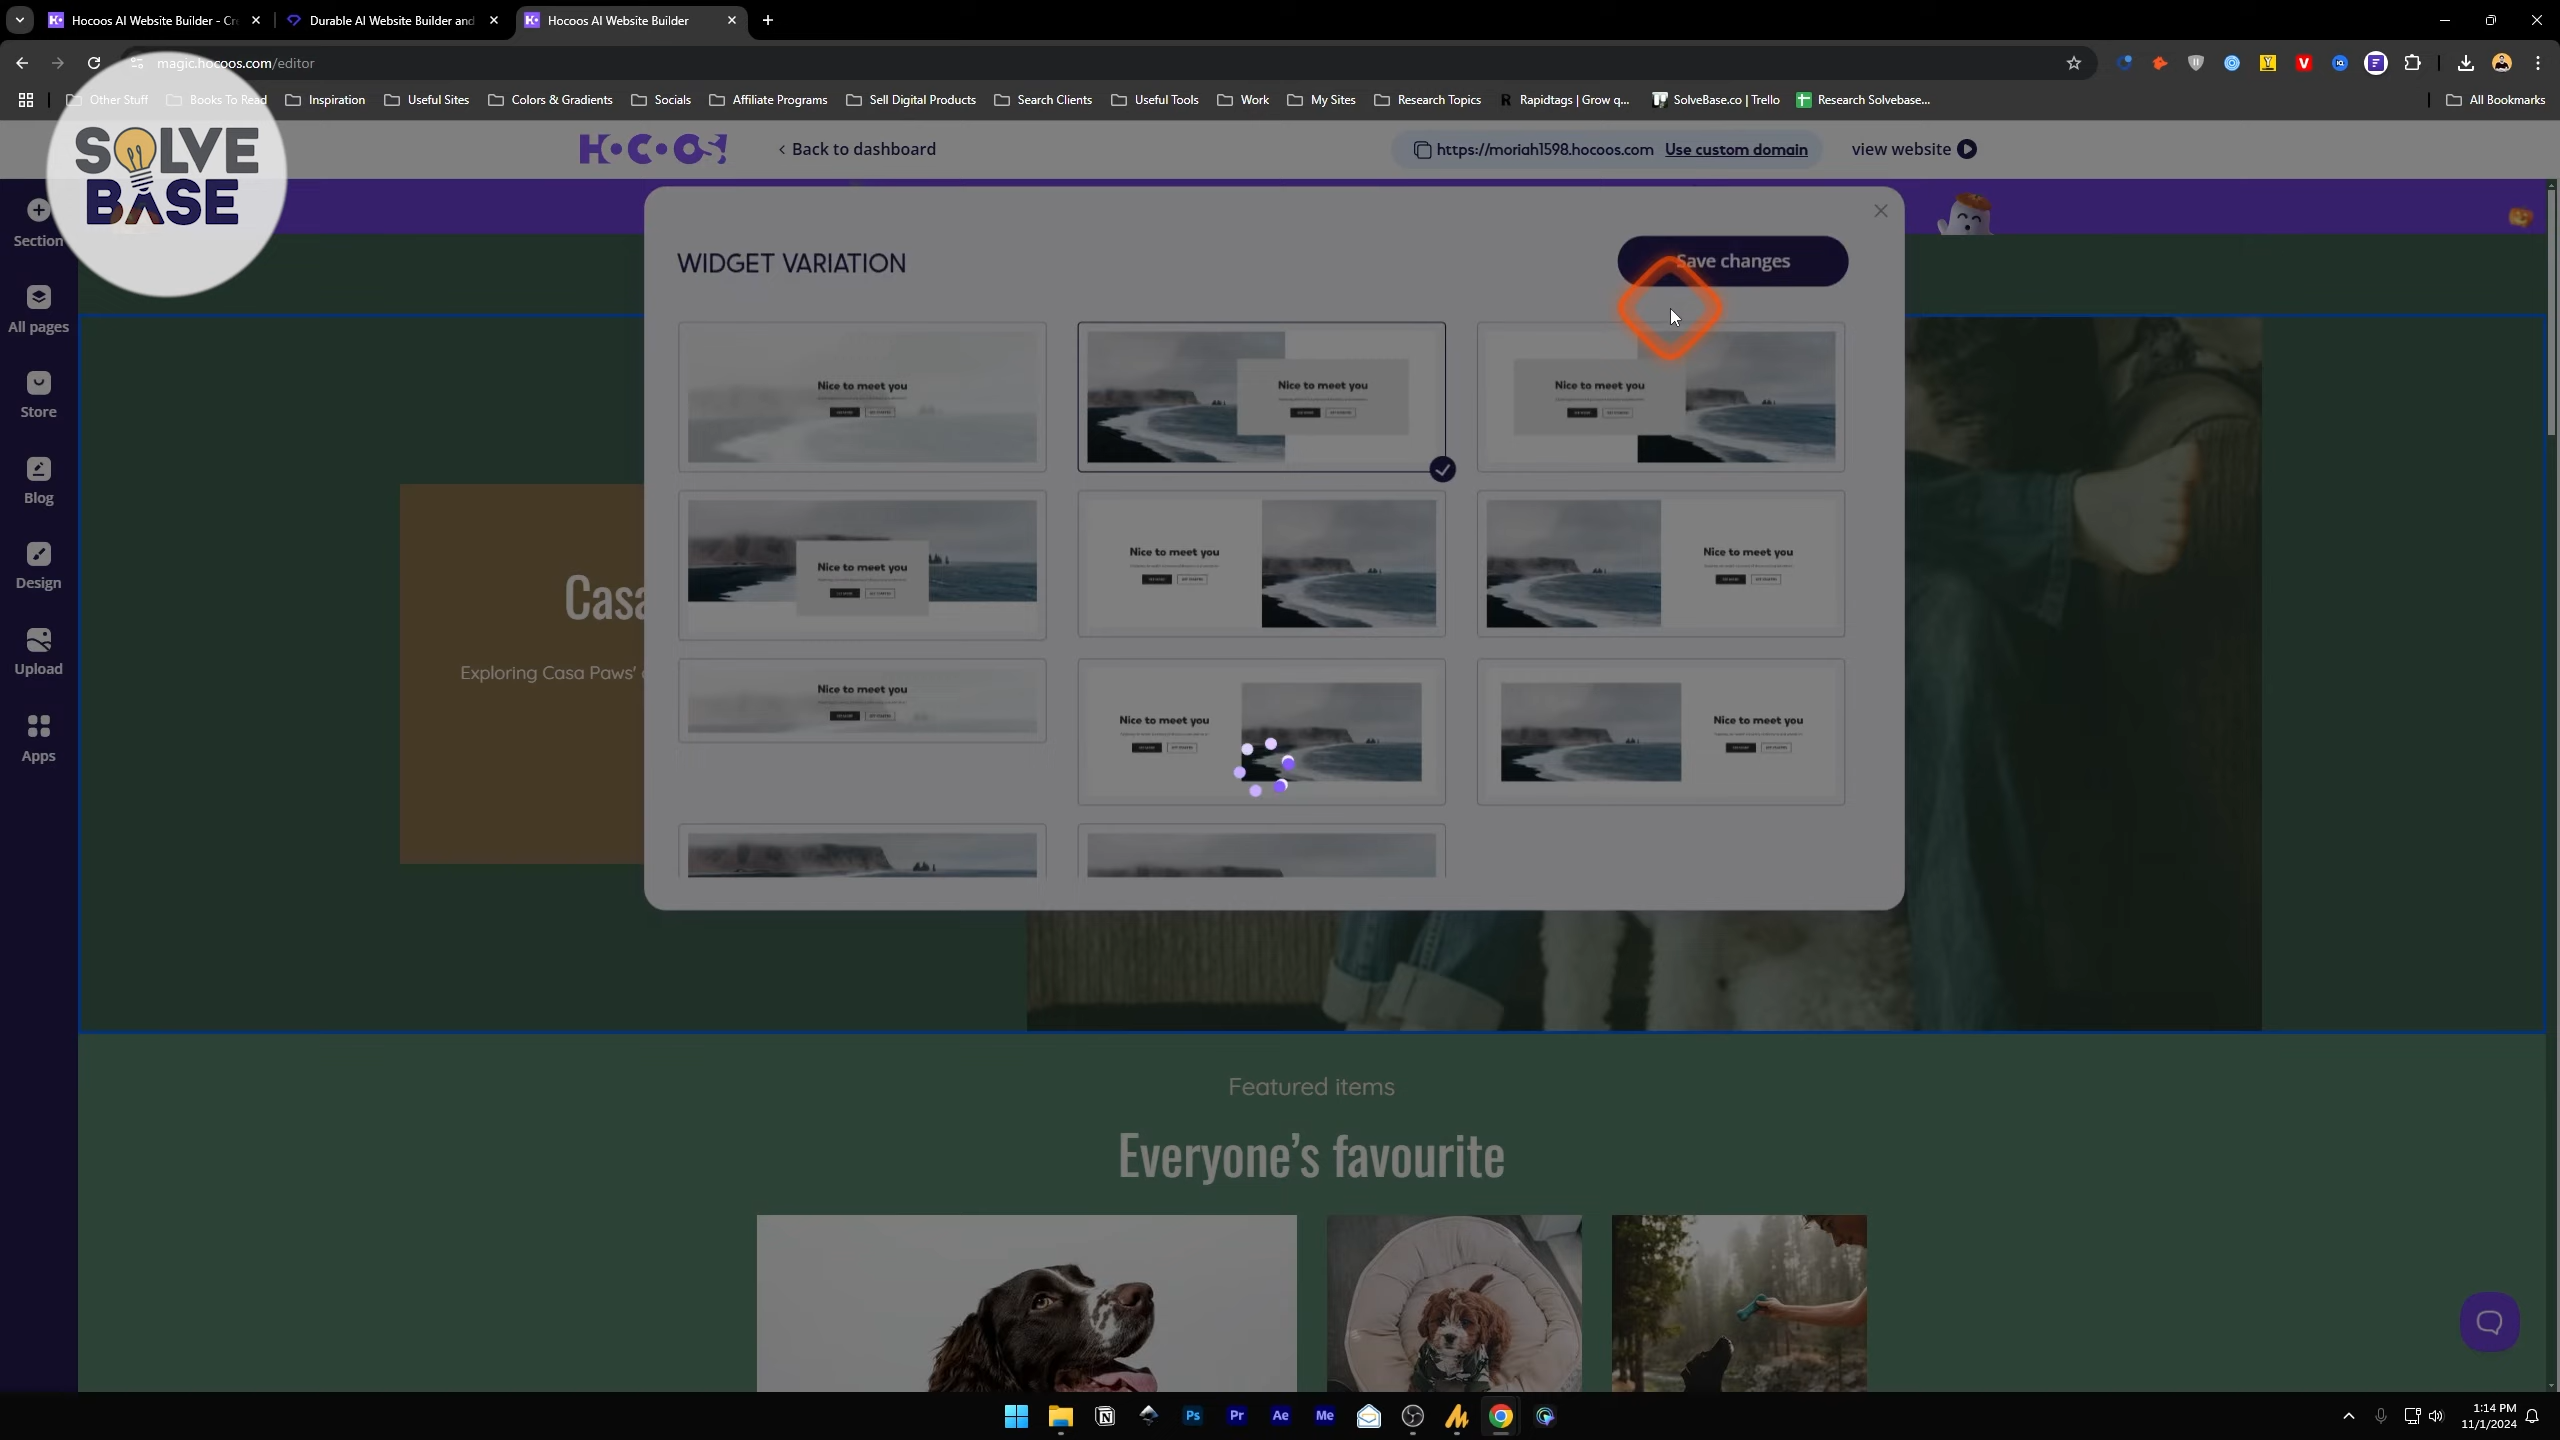 Hocoos AI Website Builder - Cre
Durable AI Website Builder and
Hocoos AI Website Builder
magic.hocoos.com/editor
Other Stuff
Books To Read
Inspiration
Useful Sites
Colors & Gradients
Socials
Affiliate Programs
Sell Digital Products
Search Clients
Useful Tools
Work
My Sites
Research Topics
Rapidtags | Grow q...
SolveBase.co | Trello
Research Solvebase...
All Bookmarks
SOLVE
BASE
HOCOOS!
Back to dashboard
https://moriah1598.hocoos.com
Use custom domain
view website
Section
All pages
Store
Blog
Design
Upload
Apps
WIDGET VARIATION
Save changes
Nice to meet you
Nice to meet you
Nice to meet you
Nice to meet you
Nice to meet you
Nice to meet you
Nice to meet you
Nice to meet you
Nice to meet you
Casa
Exploring Casa Paws'
Featured items
Everyone's favourite
Ps
Pr
Ae
Me
1:14 PM
11/1/2024